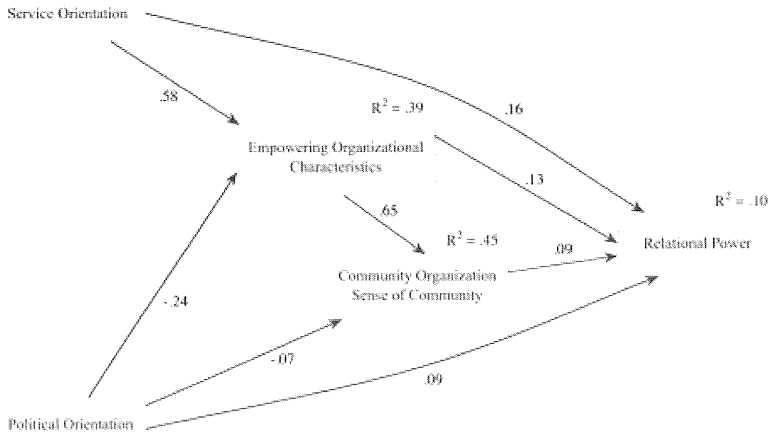 Service Orientation
.58
R² = .39
.16
Empowering Organizational
Characteristics
.13
R² = .10
.65
R² = .45
Relational Power
.09
Community Organization
Sense of Community
-.24
-.07
.09
Political Orientation